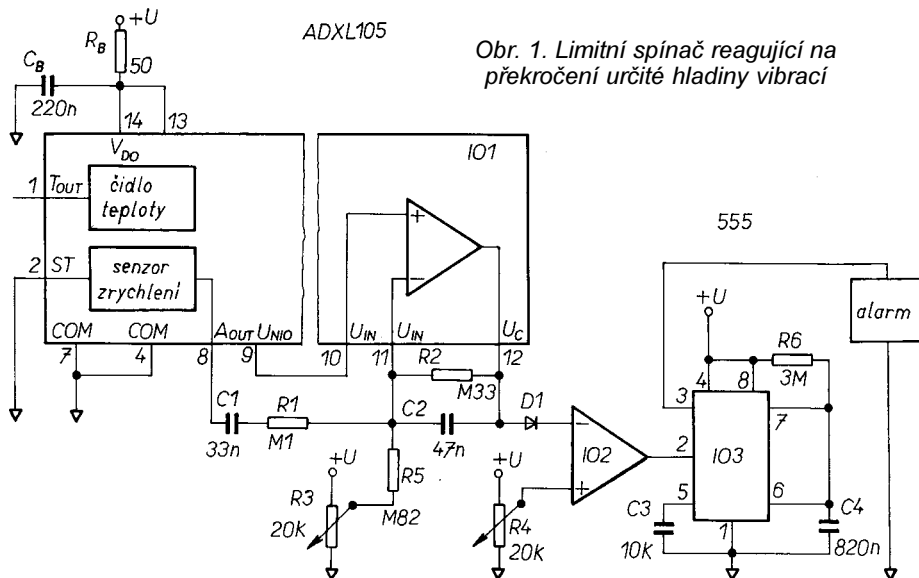 +U
ADXL105
R_B
50
C_B
220n
Obr. 1. Limitní spínač reagující na
překročení určité hladiny vibrací
14
13
V_DO
IO1
1
T_OUT
čidlo
teploty
+
−
555
2
ST
senzor
zrychlení
+U
alarm
COM
COM
A_OUT
U_NIO
U_IN
U_IN
U_C
7
4
8
9
10
11
12
R2
M33
R6
3M
4
8
3
7
C1
33n
R1
M1
C2
47n
D1
−
+
IO2
2
IO3
+U
R3
20K
R5
M82
+U
R4
20K
5
6
1
C3
10K
C4
820n